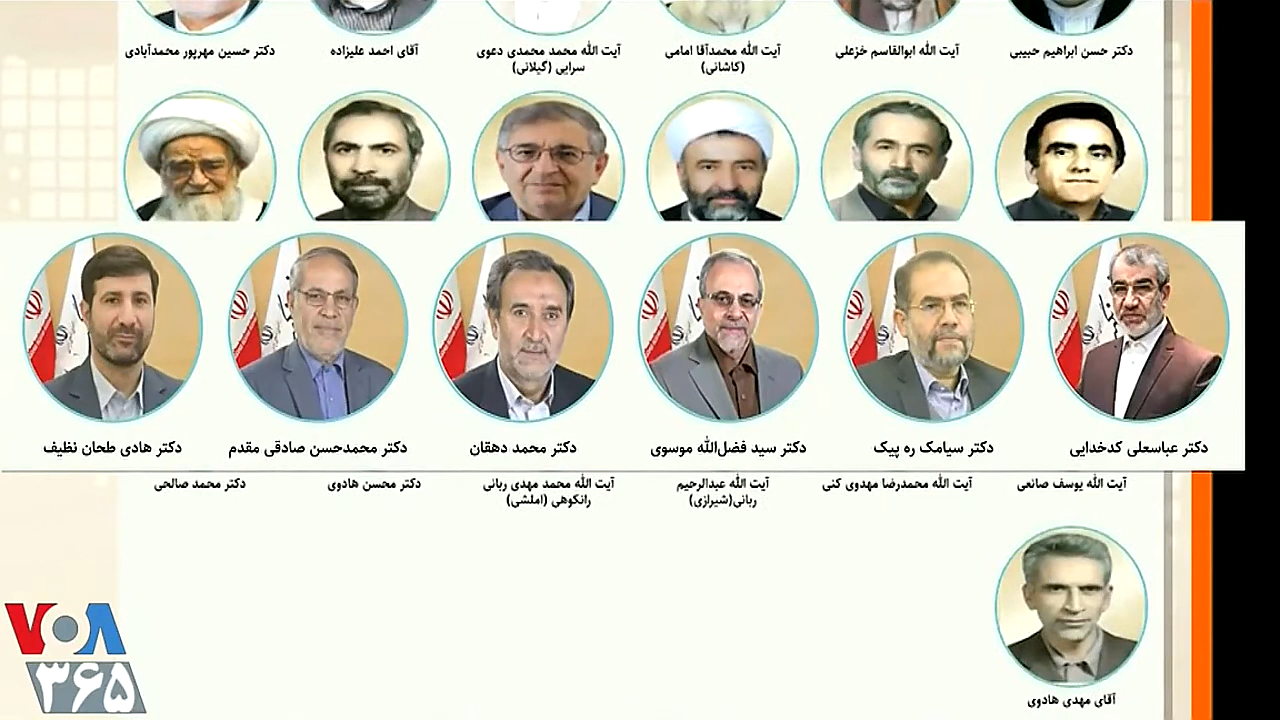 دکتر حسن ابراهیم حبیبی
آیت الله ابوالقاسم خزعلی
آیت الله محمدآقا امامی
(کاشانی)
آیت الله محمد محمدی دعوی
سرایی (گیلانی)
آقای احمد علیزاده
دکتر حسین مهرپور محمدآبادی
دکتر عباسعلی کدخدایی
دکتر سیامک ره پیک
دکتر سید فضل‌الله موسوی
دکتر محمد دهقان
دکتر محمدحسن صادقی مقدم
دکتر هادی طحان نظیف
آیت الله یوسف صانعی
آیت الله محمدرضا مهدوی کنی
آیت الله عبدالرحیم
ربانی(شیرازی)
آیت الله محمد مهدی ربانی
رانکوهی (املشی)
دکتر محسن هادوی
دکتر محمد صالحی
آقای مهدی هادوی
VOA
۳۶۵